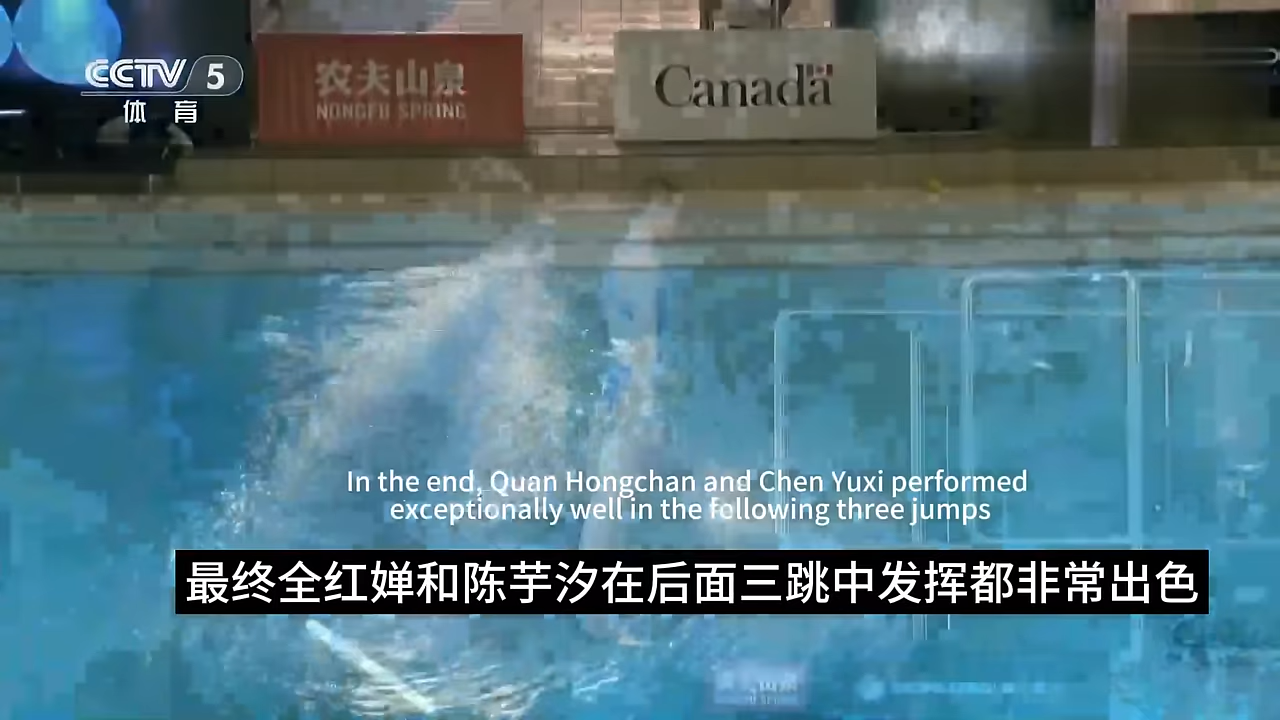 CCTV 5
体育
农夫山泉
NONGFU SPRING
Canada
In the end, Quan Hongchan and Chen Yuxi performed
exceptionally well in the following three jumps
最终全红婵和陈芋汐在后面三跳中发挥都非常出色